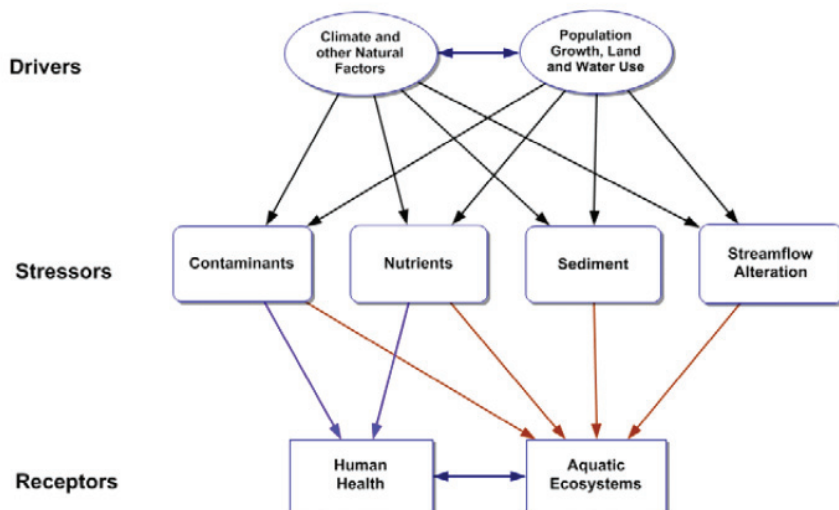 Drivers
Climate and
other Natural
Factors
Population
Growth, Land
and Water Use
Stressors
Contaminants
Nutrients
Sediment
Streamflow
Alteration
Receptors
Human
Health
Aquatic
Ecosystems